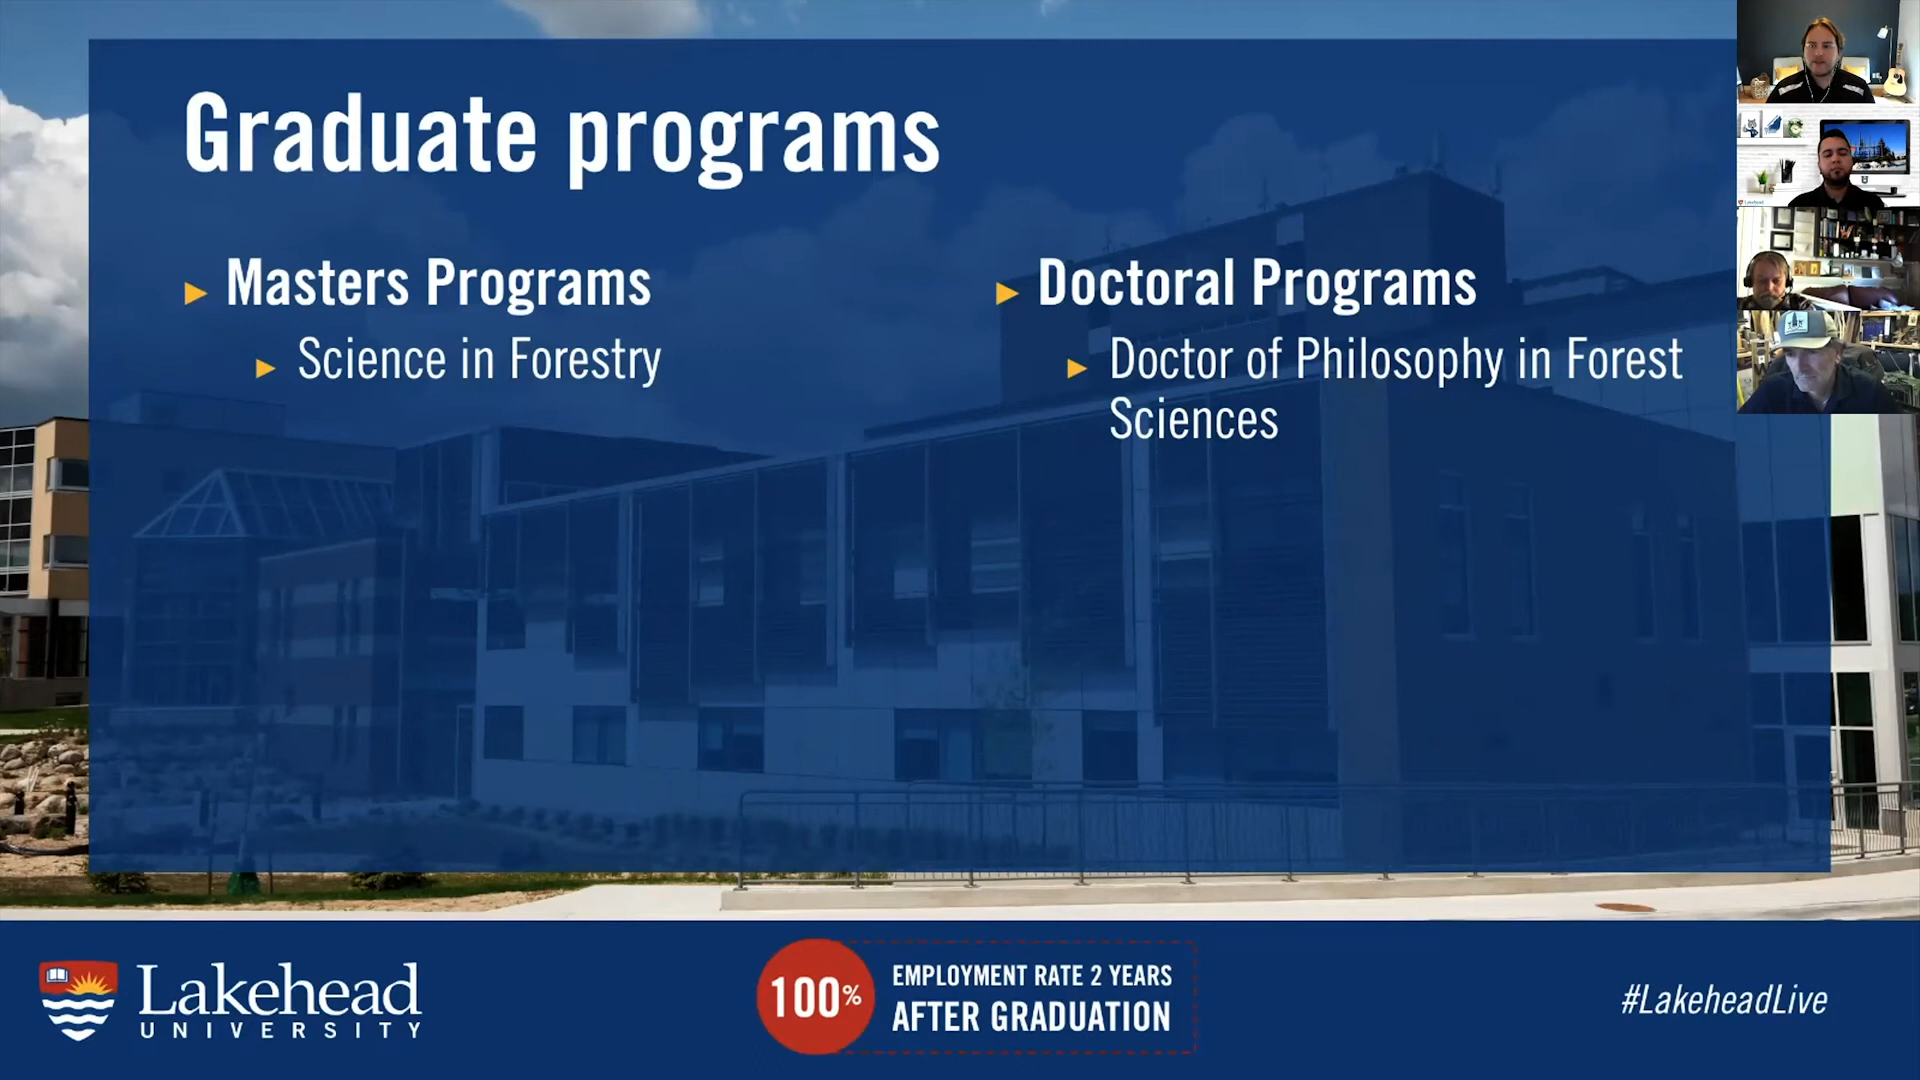 Graduate programs
Masters Programs
Science in Forestry
Doctoral Programs
Doctor of Philosophy in Forest
Sciences
Lakehead
Lakehead
UNIVERSITY
100%
EMPLOYMENT RATE 2 YEARS
AFTER GRADUATION
#LakeheadLive